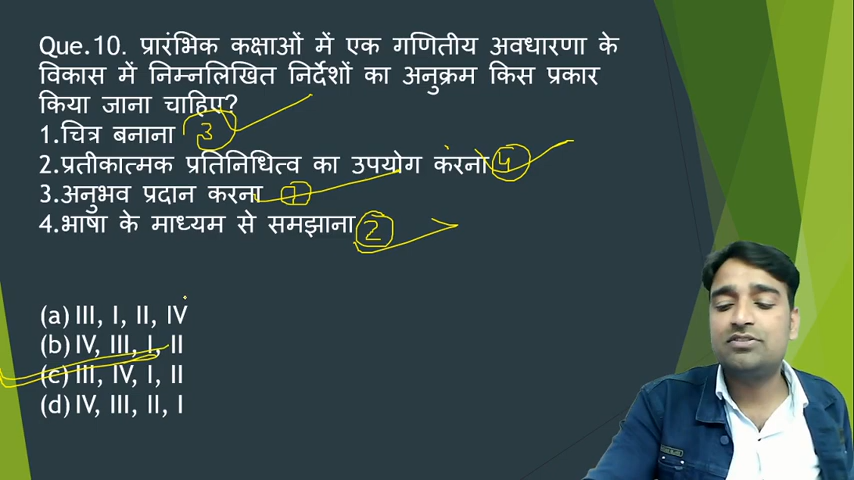 Que.10. प्रारंभिक कक्षाओं में एक गणितीय अवधारणा के
विकास में निम्नलिखित निर्देशों का अनुक्रम किस प्रकार
किया जाना चाहिए?
1.चित्र बनाना 3
2.प्रतीकात्मक प्रतिनिधित्व का उपयोग करना 4
3.अनुभव प्रदान करना 1
4.भाषा के माध्यम से समझाना 2
(a) III, I, II, IV
(b) IV, III, I, II
(c) III, IV, I, II
(d) IV, III, II, I